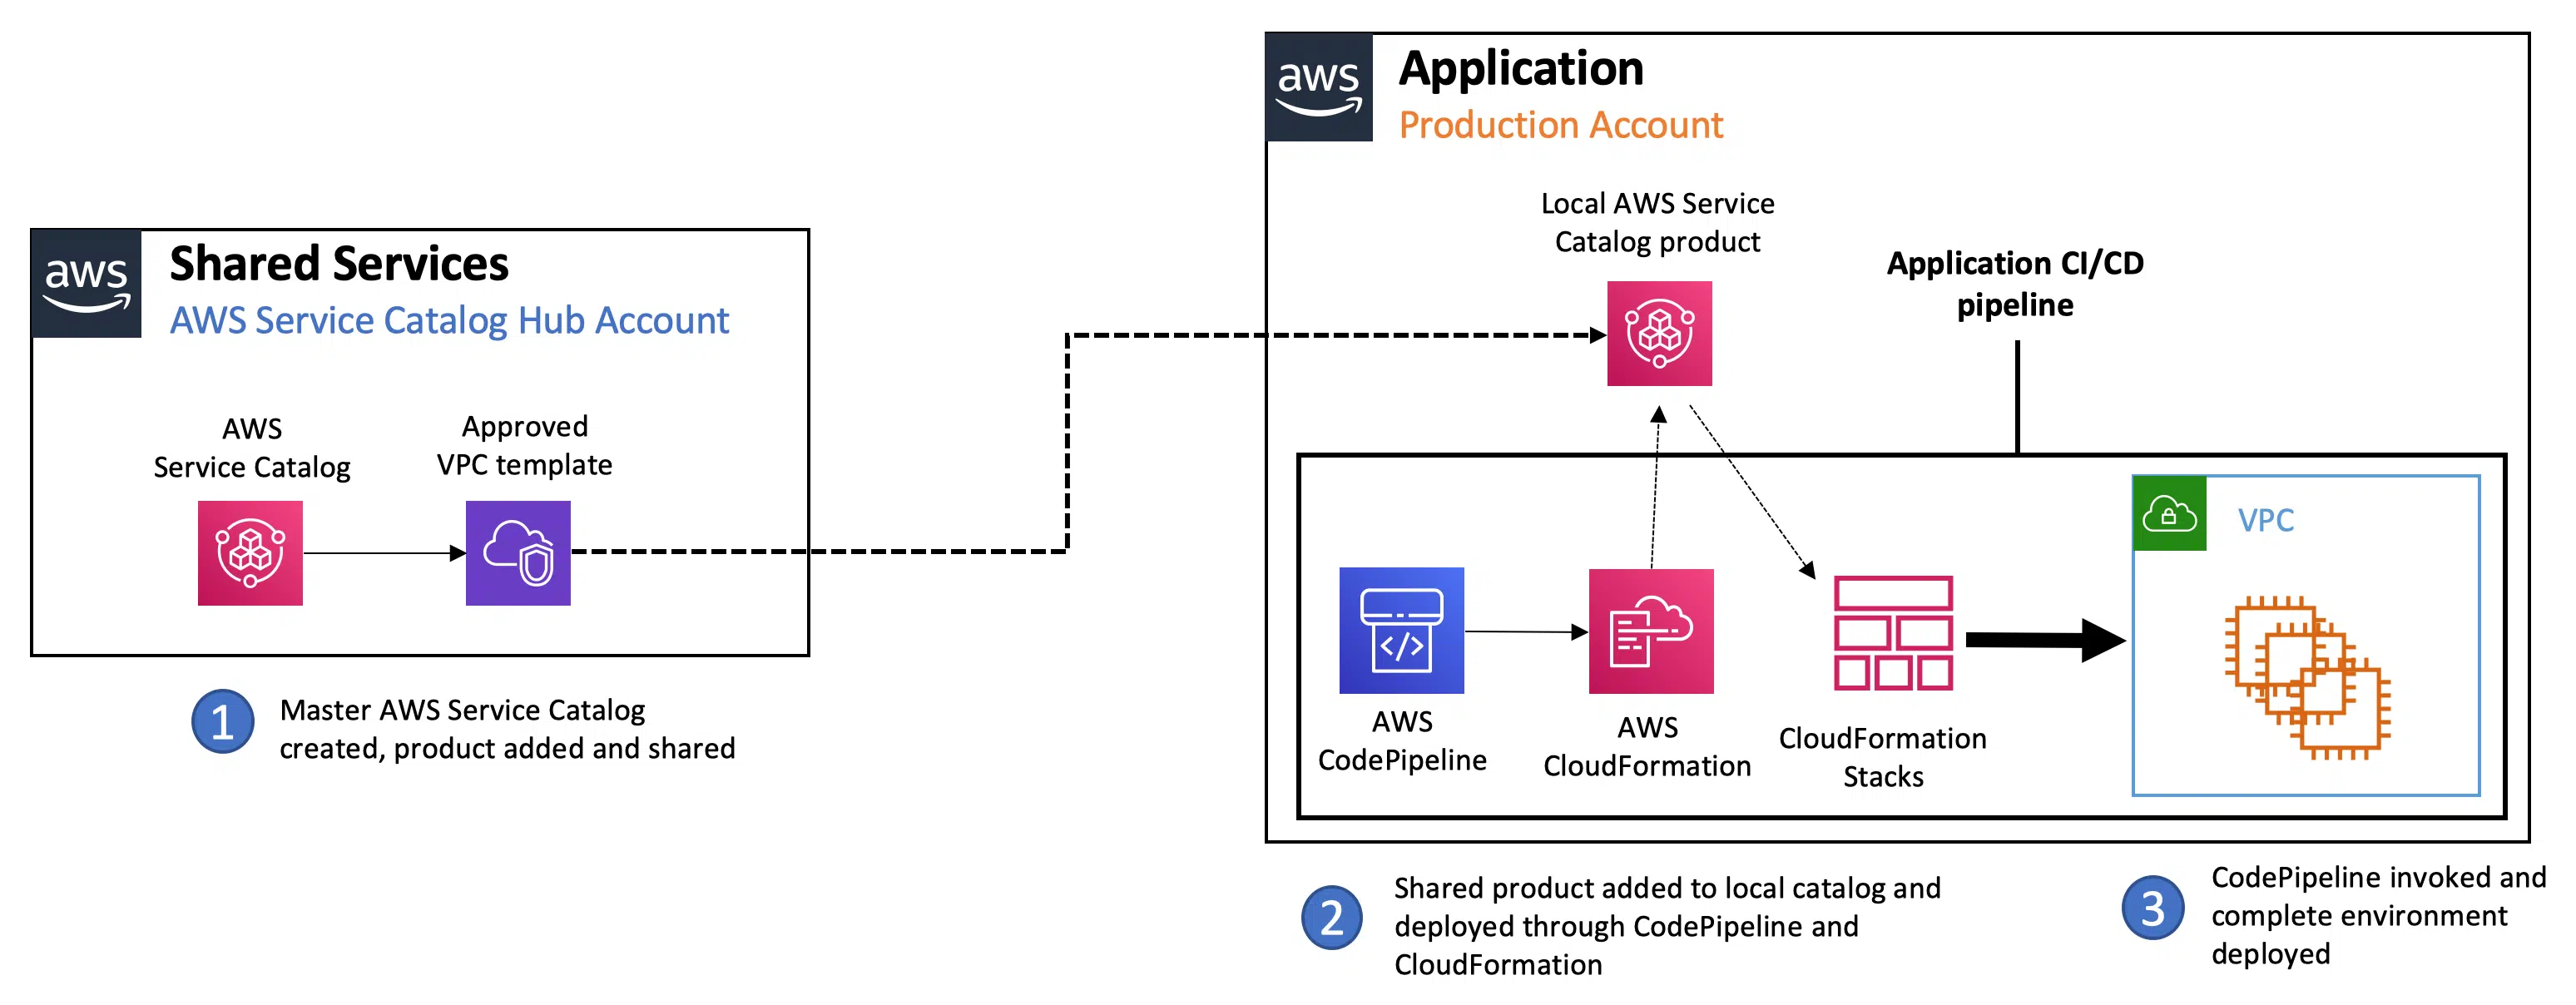 aws
Shared Services
AWS Service Catalog Hub Account
AWS
Service Catalog
Approved
VPC template
1
Master AWS Service Catalog
created, product added and shared
aws
Application
Production Account
Local AWS Service
Catalog product
Application CI/CD
pipeline
VPC
</>
AWS
CodePipeline
AWS
CloudFormation
CloudFormation
Stacks
2
Shared product added to local catalog and
deployed through CodePipeline and
CloudFormation
3
CodePipeline invoked and
complete environment
deployed